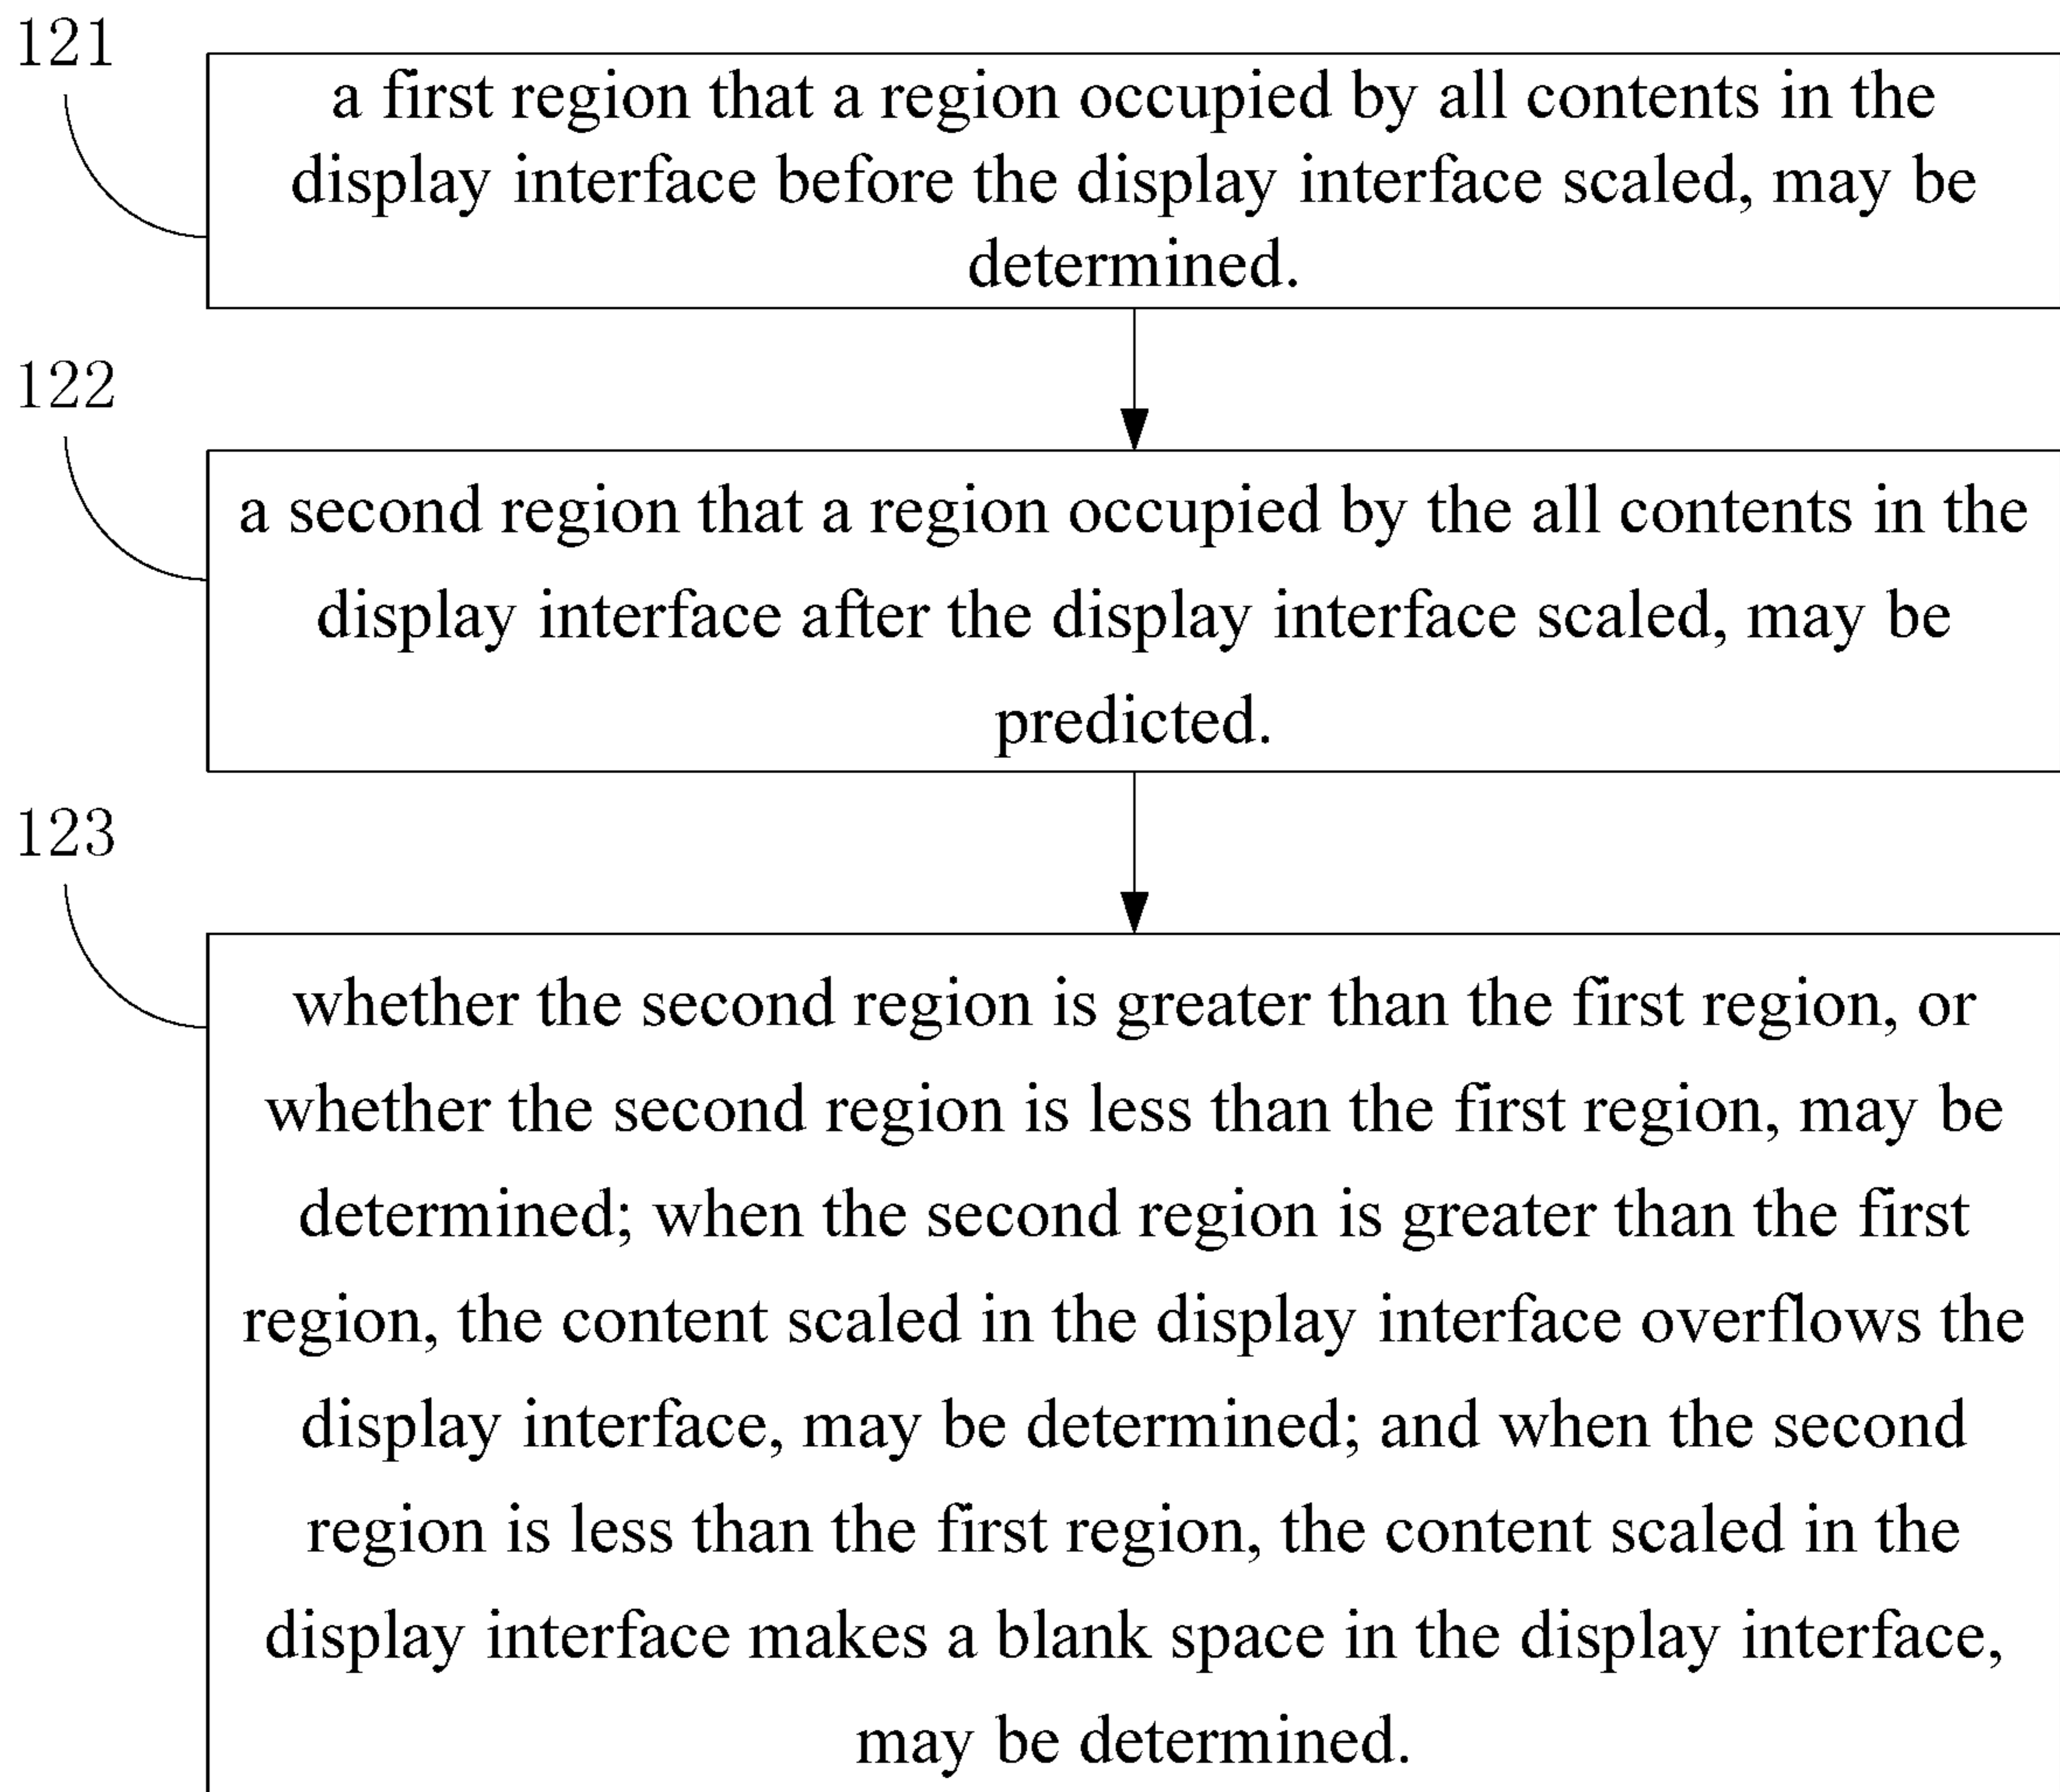 121
a first region that a region occupied by all contents in the
display interface before the display interface scaled, may be
determined.
122
a second region that a region occupied by the all contents in the
display interface after the display interface scaled, may be
predicted.
123
whether the second region is greater than the first region, or
whether the second region is less than the first region, may be
determined; when the second region is greater than the first
region, the content scaled in the display interface overflows the
display interface, may be determined; and when the second
region is less than the first region, the content scaled in the
display interface makes a blank space in the display interface,
may be determined.